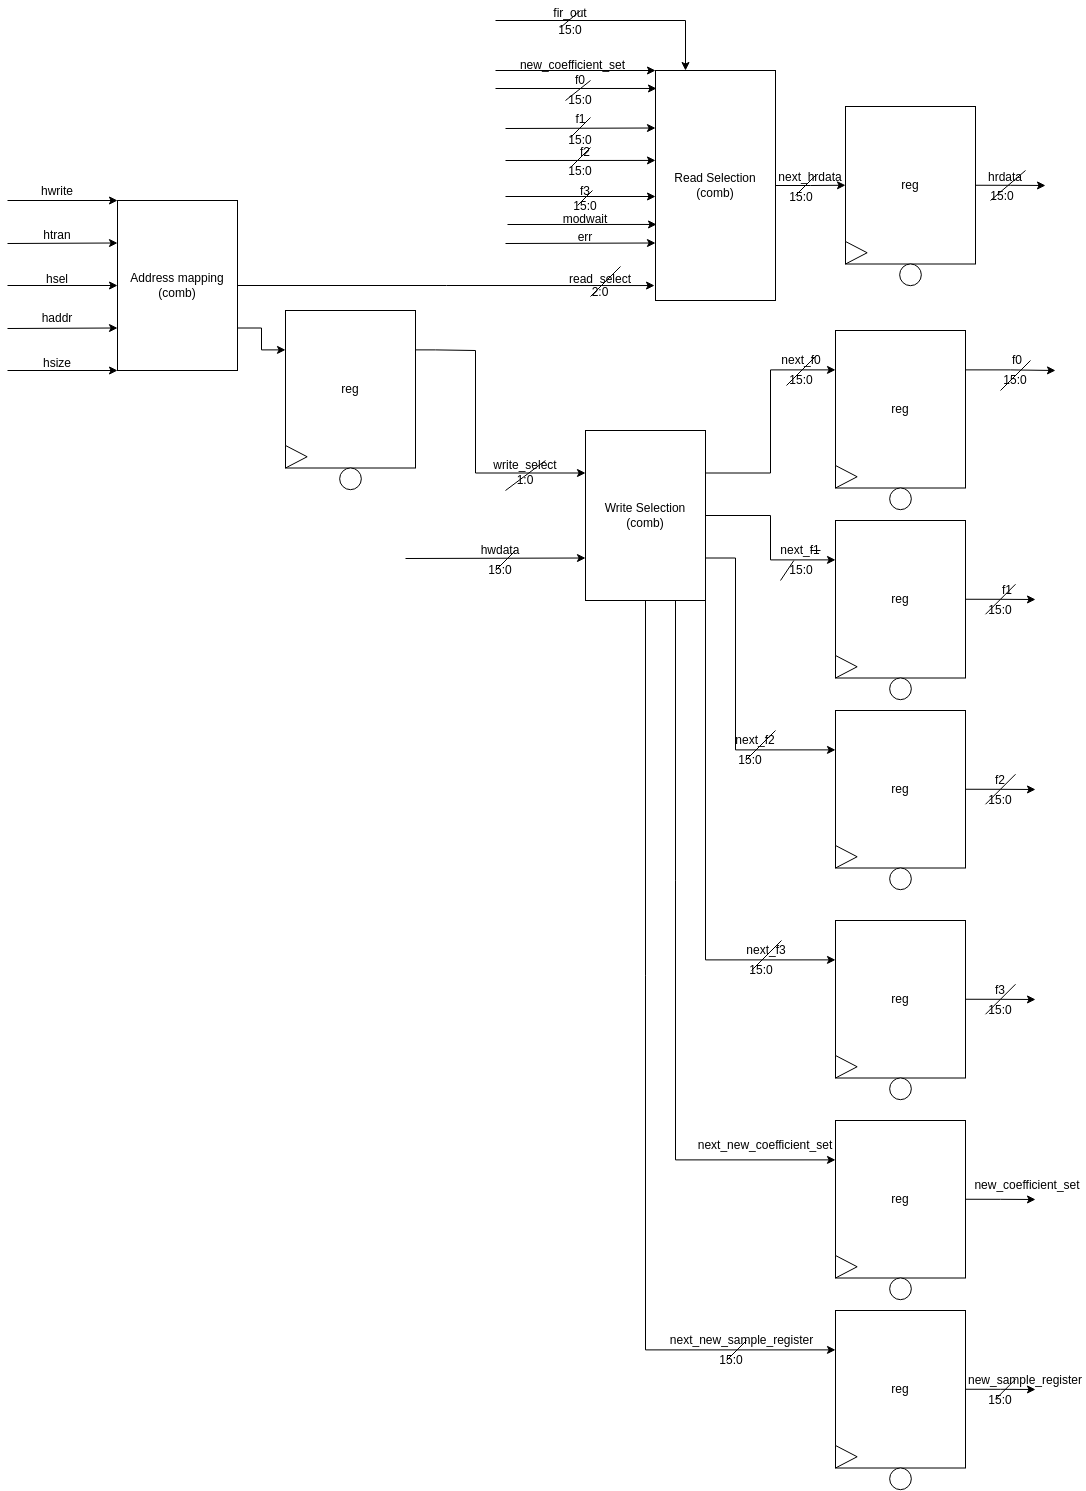 fir_out
15:0
new_coefficient_set
f0
15:0
f1
15:0
f2
15:0
f3
15:0
modwait
err
read_select
2:0
Read Selection
(comb)
next_hrdata
15:0
reg
hrdata
15:0
hwrite
htran
hsel
haddr
hsize
Address mapping
(comb)
reg
write_select
1:0
hwdata
15:0
Write Selection
(comb)
next_f0
15:0
reg
f0
15:0
next_f1
15:0
reg
f1
15:0
next_f2
15:0
reg
f2
15:0
next_f3
15:0
reg
f3
15:0
next_new_coefficient_set
reg
new_coefficient_set
next_new_sample_register
15:0
reg
new_sample_register
15:0